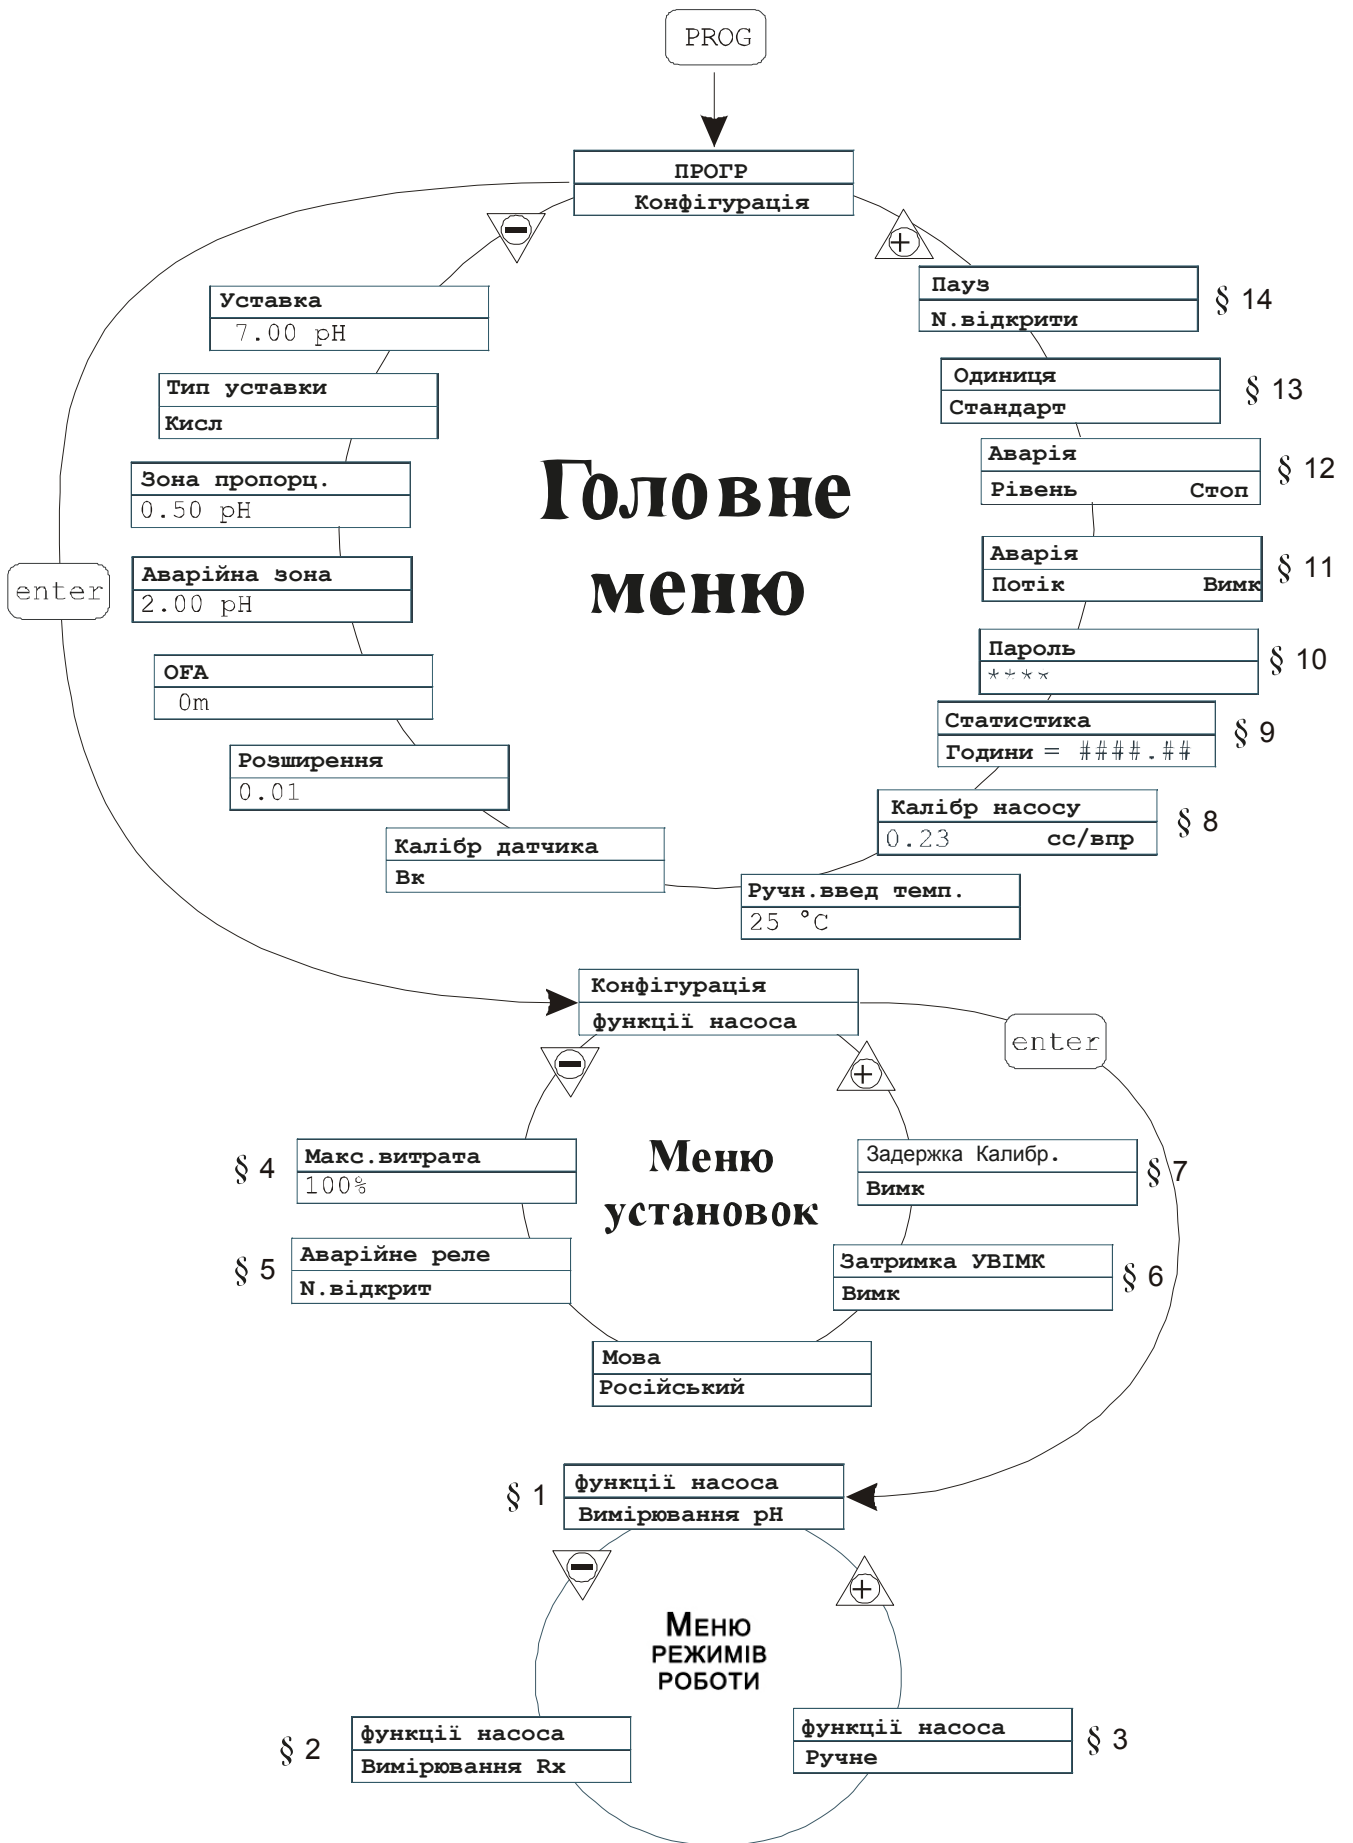 PROG
ПРОГР
Конфігурація
Пауз
N.відкрити
§ 14
Уставка
7.00 pH
Одиниця
Стандарт
§ 13
Тип уставки
Кисл
Аварія
Рівень Стоп
§ 12
Зона пропорц.
0.50 pH
Головне
меню
Аварія
Потік Вимк
§ 11
Аварійна зона
2.00 pH
enter
Пароль
****
§ 10
OFA
0m
Статистика
Години = ####.##
§ 9
Розширення
0.01
Калібр насосу
0.23 сс/впр
§ 8
Калібр датчика
Вк
Ручн.введ темп.
25 °C
Конфігурація
функції насоса
enter
§ 4
Макс.витрата
100%
Меню
установок
Задержка Калибр.
Вимк
§ 7
§ 5
Аварійне реле
N.відкрит
Затримка УВІМК
Вимк
§ 6
Мова
Російський
§ 1
функції насоса
Вимірювання pH
Меню
режимів
роботи
§ 2
функції насоса
Вимірювання Rx
функції насоса
Ручне
§ 3